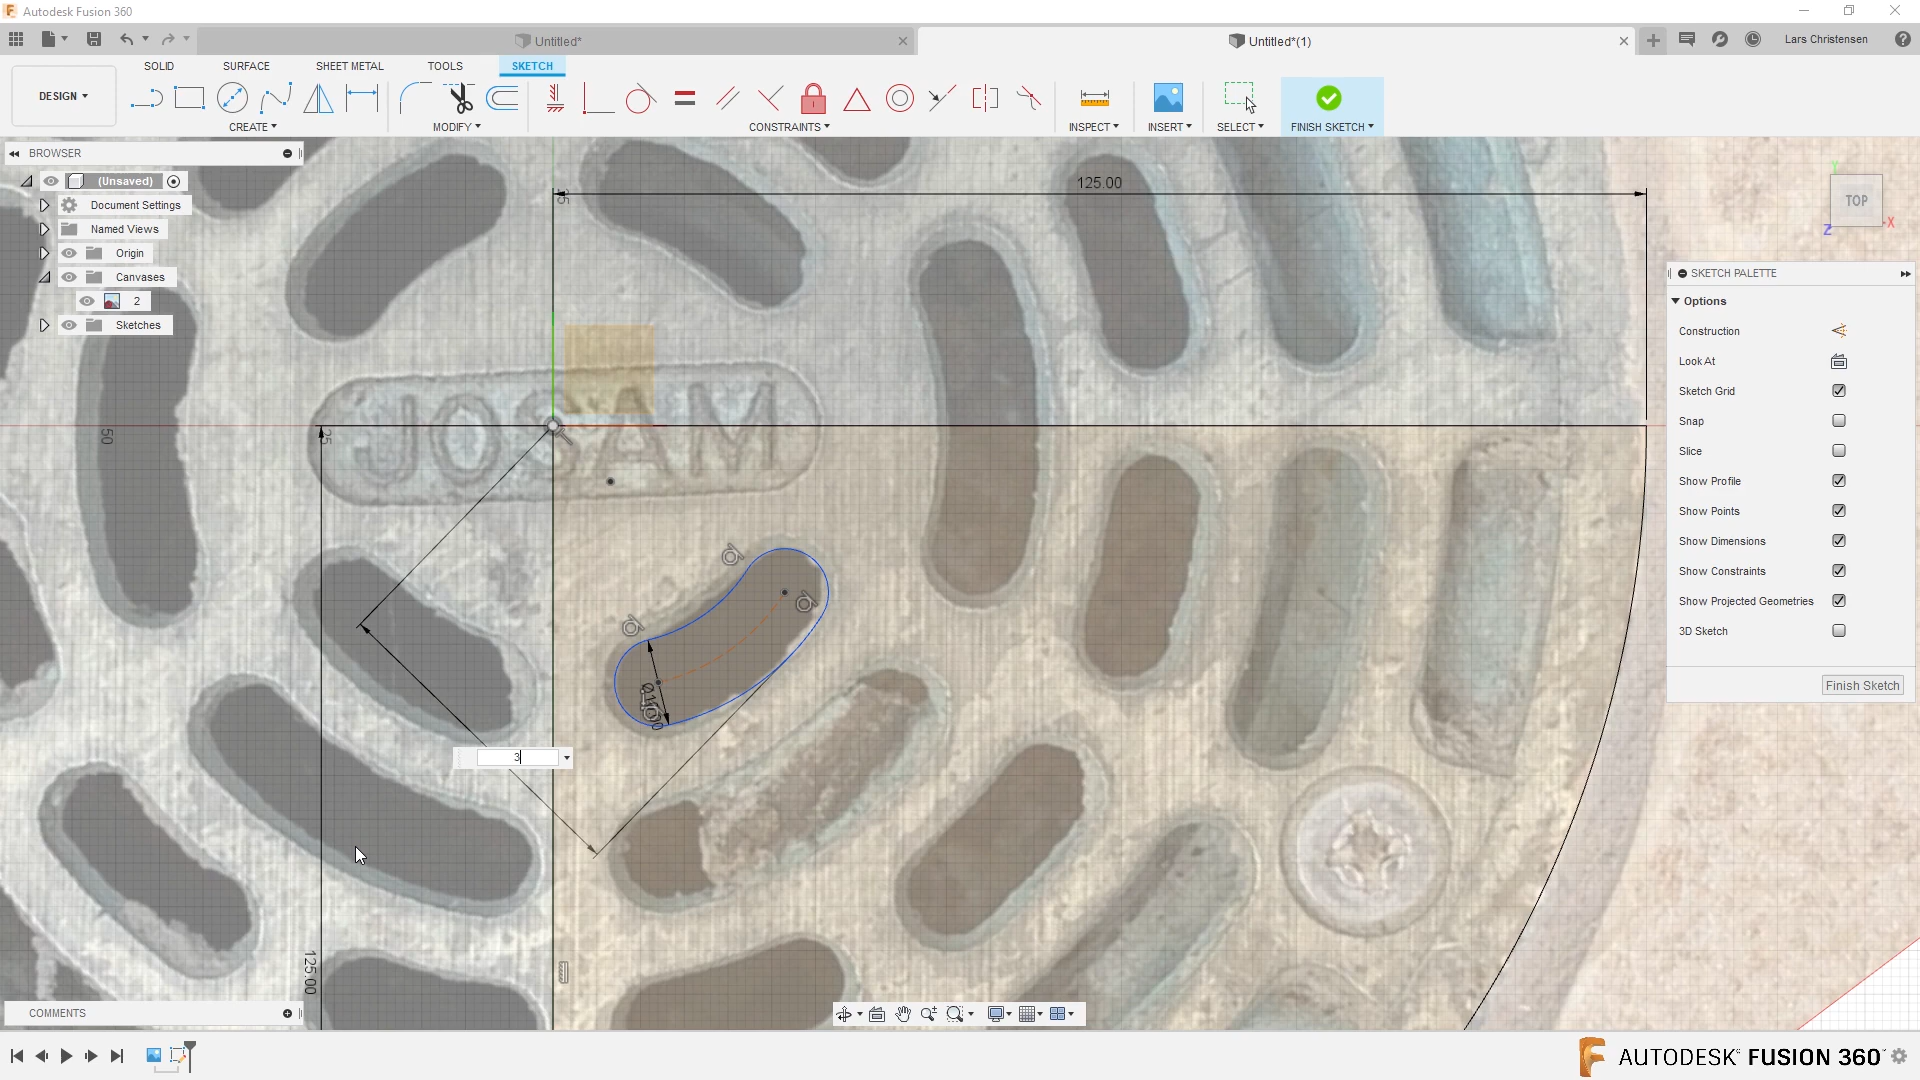 Autodesk Fusion 360
Untitled*
Untitled*(1)
Lars Christensen
DESIGN
SOLID
SURFACE
SHEET METAL
TOOLS
SKETCH
CREATE
MODIFY
CONSTRAINTS
INSPECT
INSERT
SELECT
FINISH SKETCH
BROWSER
(Unsaved)
Document Settings
Named Views
Origin
Canvases
2
Sketches
125.00
25
50
25
JOSAM
3
125.00
TOP
X
Y
Z
SKETCH PALETTE
Options
Construction
Look At
Sketch Grid
Snap
Slice
Show Profile
Show Points
Show Dimensions
Show Constraints
Show Projected Geometries
3D Sketch
Finish Sketch
COMMENTS
AUTODESK® FUSION 360™